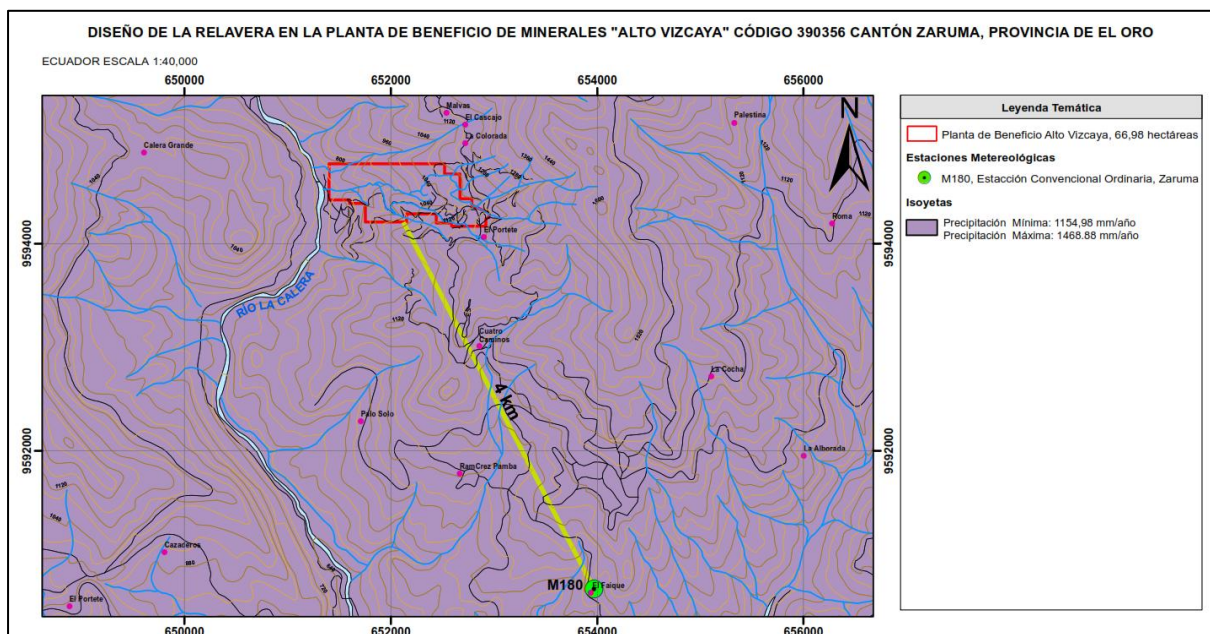 DISEÑO DE LA RELAVERA EN LA PLANTA DE BENEFICIO DE MINERALES "ALTO VIZCAYA" CÓDIGO 390356 CANTÓN ZARUMA, PROVINCIA DE EL ORO
ECUADOR ESCALA 1:40,000
650000
652000
654000
656000
Malvas
El Cascajo
La Colorada
Palestina
N
Calera Grande
Roma
El Portete
9594000
9594000
RÍO LA CALERA
Cuatro
Caminos
La Cocha
4 km
Palo Solo
La Alborada
9592000
9592000
RamCrez Pamba
Cazaderos
M180
El Faique
El Portete
650000
652000
654000
656000
Leyenda Temática
Planta de Beneficio Alto Vizcaya, 66,98 hectáreas
Estaciones Metereológicas
M180, Estacción Convencional Ordinaria, Zaruma
Isoyetas
Precipitación Mínima: 1154,98 mm/año
Precipitación Máxima: 1468.88 mm/año